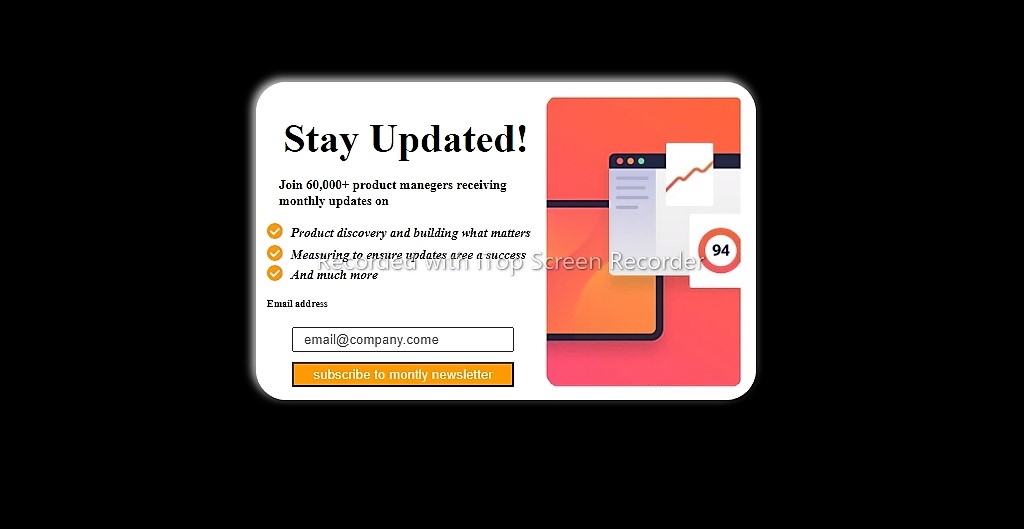 Stay Updated!
Join 60,000+ product manegers receiving
monthly updates on
Product discovery and building what matters
Measuring to ensure updates aree a success
Recorded with iTop Screen Recorder
And much more
Email address
email@company.come
subscribe to montly newsletter
94